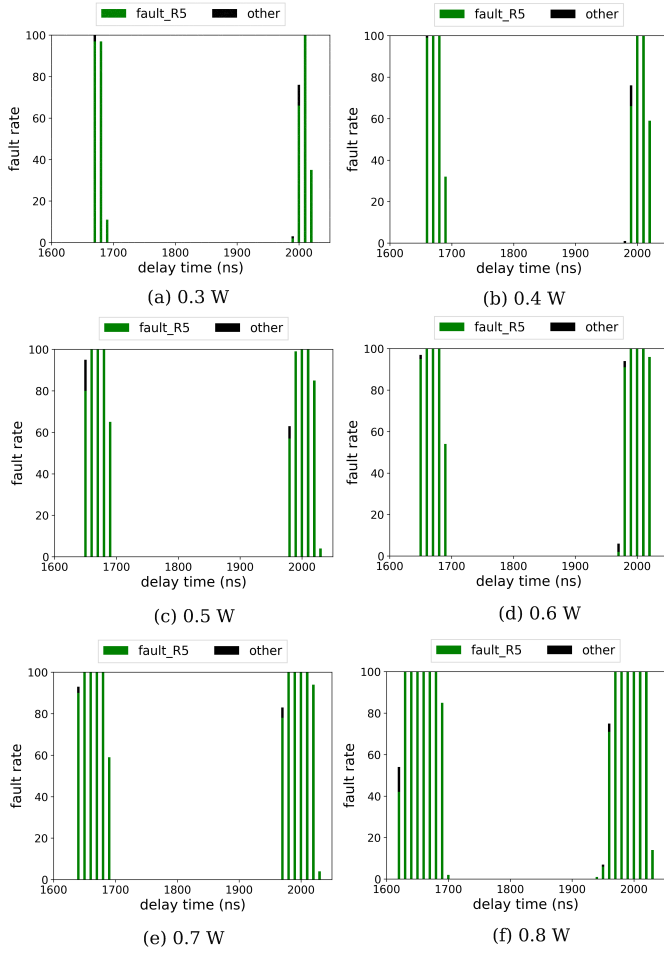 fault_R5 other
100
80
60
40
20
0
fault rate
1600 1700 1800 1900 2000
delay time (ns)
(a) 0.3 W
fault_R5 other
100
80
60
40
20
0
fault rate
1600 1700 1800 1900 2000
delay time (ns)
(b) 0.4 W
fault_R5 other
100
80
60
40
20
0
fault rate
1600 1700 1800 1900 2000
delay time (ns)
(c) 0.5 W
fault_R5 other
100
80
60
40
20
0
fault rate
1600 1700 1800 1900 2000
delay time (ns)
(d) 0.6 W
fault_R5 other
100
80
60
40
20
0
fault rate
1600 1700 1800 1900 2000
delay time (ns)
(e) 0.7 W
fault_R5 other
100
80
60
40
20
0
fault rate
1600 1700 1800 1900 2000
delay time (ns)
(f) 0.8 W